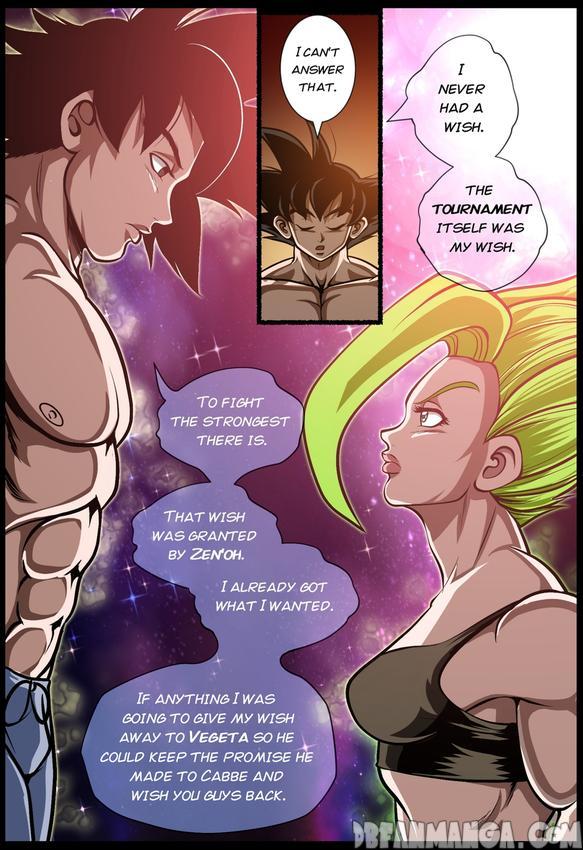 I CAN'T
ANSWER
THAT.
I
NEVER
HAD A
WISH.
THE
TOURNAMENT
ITSELF WAS
MY WISH.
TO FIGHT
THE STRONGEST
THERE IS.
THAT WISH
WAS GRANTED
BY ZEN'OH.
I ALREADY GOT
WHAT I WANTED.
IF ANYTHING I WAS
GOING TO GIVE MY WISH
AWAY TO VEGETA SO HE
COULD KEEP THE PROMISE HE
MADE TO CABBE AND
WISH YOU GUYS BACK.
DBFANMANGA.COM